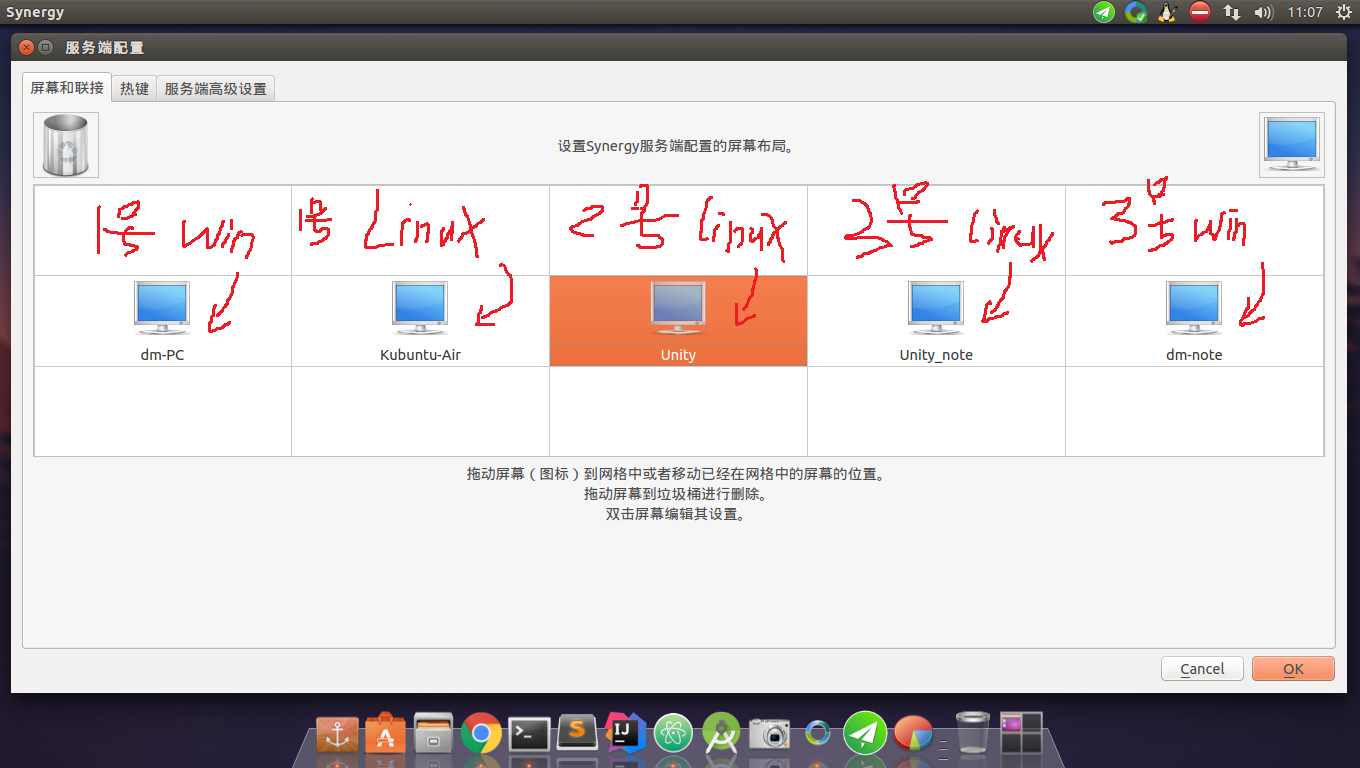 Synergy
11:07
服务端配置
屏幕和联接 热键 服务端高级设置
设置Synergy服务端配置的屏幕布局。
1号 Win 1号 Linux 2号 Linux 3号 Linux 3号 Win
dm-PC Kubuntu-Air Unity Unity_note dm-note
拖动屏幕（图标）到网格中或者移动已经在网格中的屏幕的位置。
拖动屏幕到垃圾桶进行删除。
双击屏幕编辑其设置。
Cancel OK